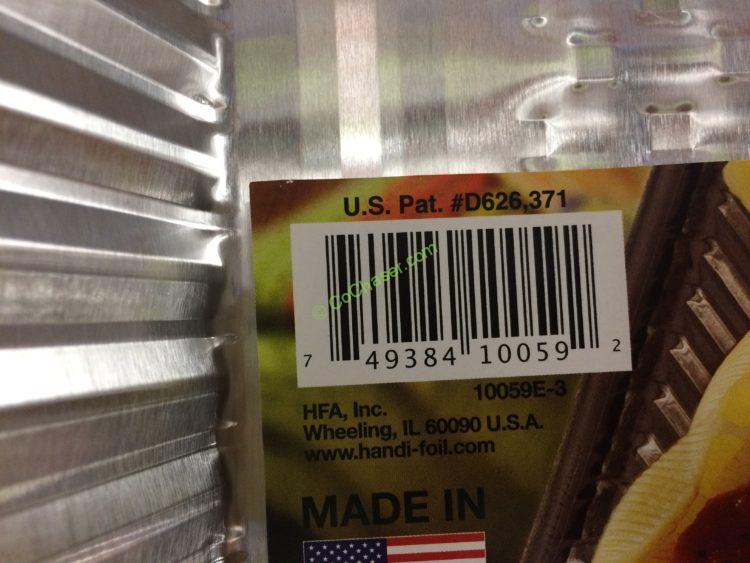 U.S. Pat. #D626,371
© CoChaser.com
7 49384 10059 2
10059E-3
HFA, Inc.
Wheeling, IL 60090 U.S.A.
www.handi-foil.com
MADE IN